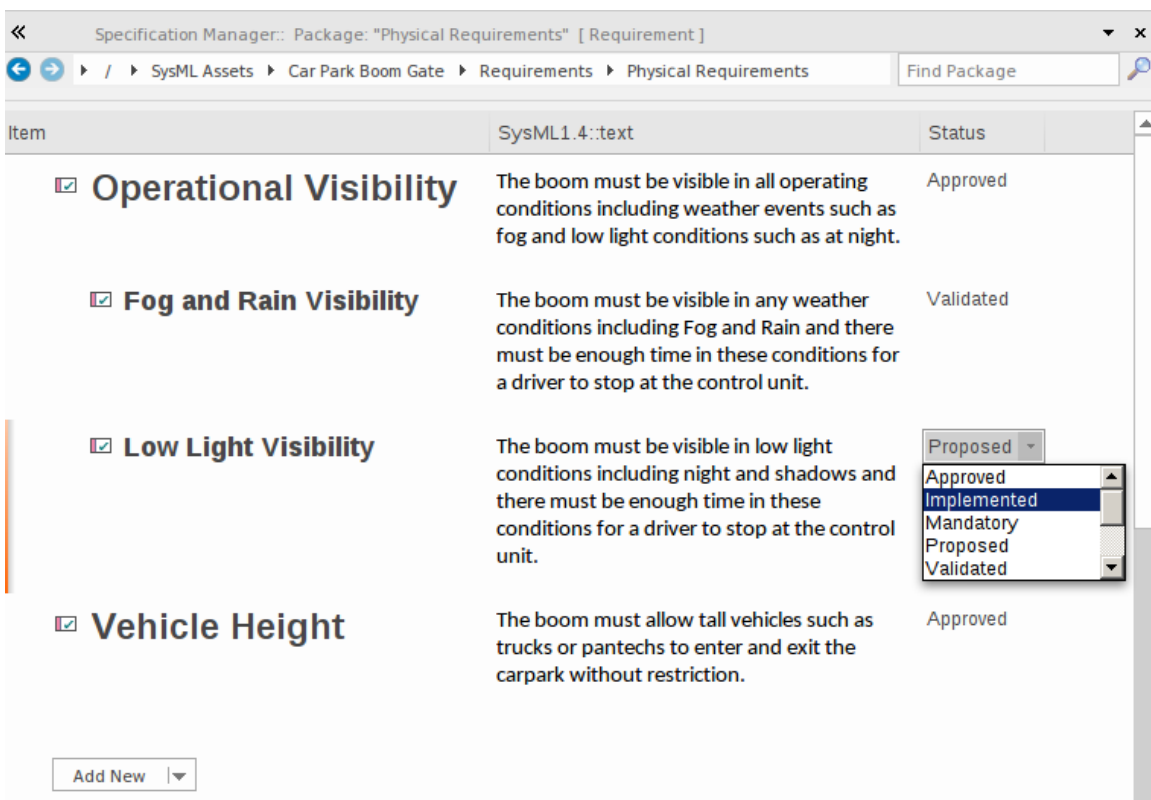 Specification Manager:: Package: "Physical Requirements" [ Requirement ]
/ SysML Assets Car Park Boom Gate Requirements Physical Requirements Find Package
Item SysML1.4::text Status
Operational Visibility
The boom must be visible in all operating
conditions including weather events such as
fog and low light conditions such as at night.
Approved
Fog and Rain Visibility
The boom must be visible in any weather
conditions including Fog and Rain and there
must be enough time in these conditions for
a driver to stop at the control unit.
Validated
Low Light Visibility
The boom must be visible in low light
conditions including night and shadows and
there must be enough time in these
conditions for a driver to stop at the control
unit.
Proposed
Approved
Implemented
Mandatory
Proposed
Validated
Vehicle Height
The boom must allow tall vehicles such as
trucks or pantechs to enter and exit the
carpark without restriction.
Approved
Add New